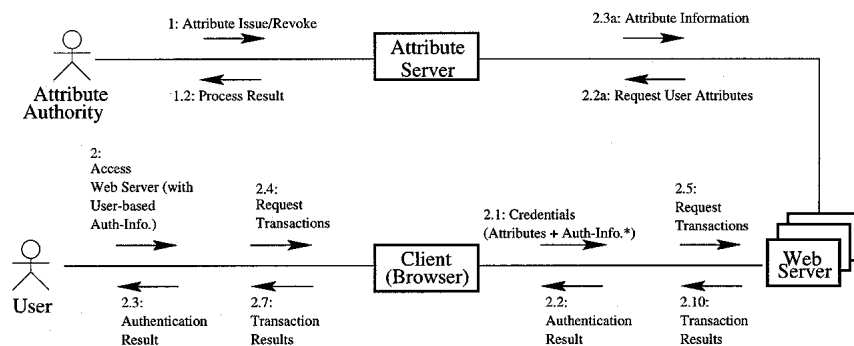 1: Attribute Issue/Revoke
2.3a: Attribute Information
Attribute
Server
Attribute
Authority
1.2: Process Result
2.2a: Request User Attributes
2:
Access
Web Server (with
User-based
Auth-Info.)
2.4:
Request
Transactions
2.1: Credentials
(Attributes + Auth-Info.*)
2.5:
Request
Transactions
User
Client
(Browser)
Web
Server
2.3:
Authentication
Result
2.7:
Transaction
Results
2.2:
Authentication
Result
2.10:
Transaction
Results